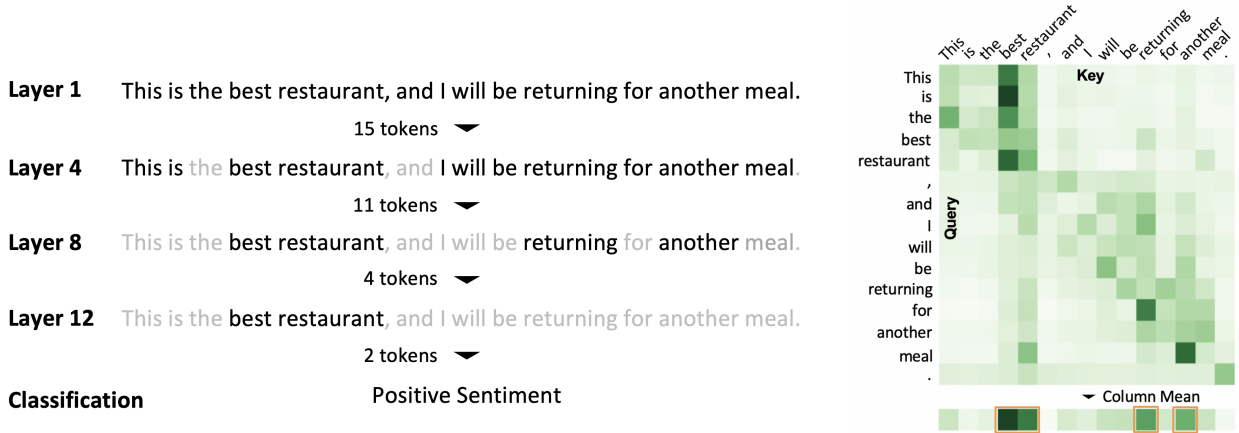 Layer 1 This is the best restaurant, and I will be returning for another meal.
15 tokens
Layer 4 This is the best restaurant, and I will be returning for another meal.
11 tokens
Layer 8 This is the best restaurant, and I will be returning for another meal.
4 tokens
Layer 12 This is the best restaurant, and I will be returning for another meal.
2 tokens
Classification Positive Sentiment
This is the best restaurant , and I will be returning for another meal .
Key
Query
This
is
the
best
restaurant
,
and
I
will
be
returning
for
another
meal
.
Column Mean